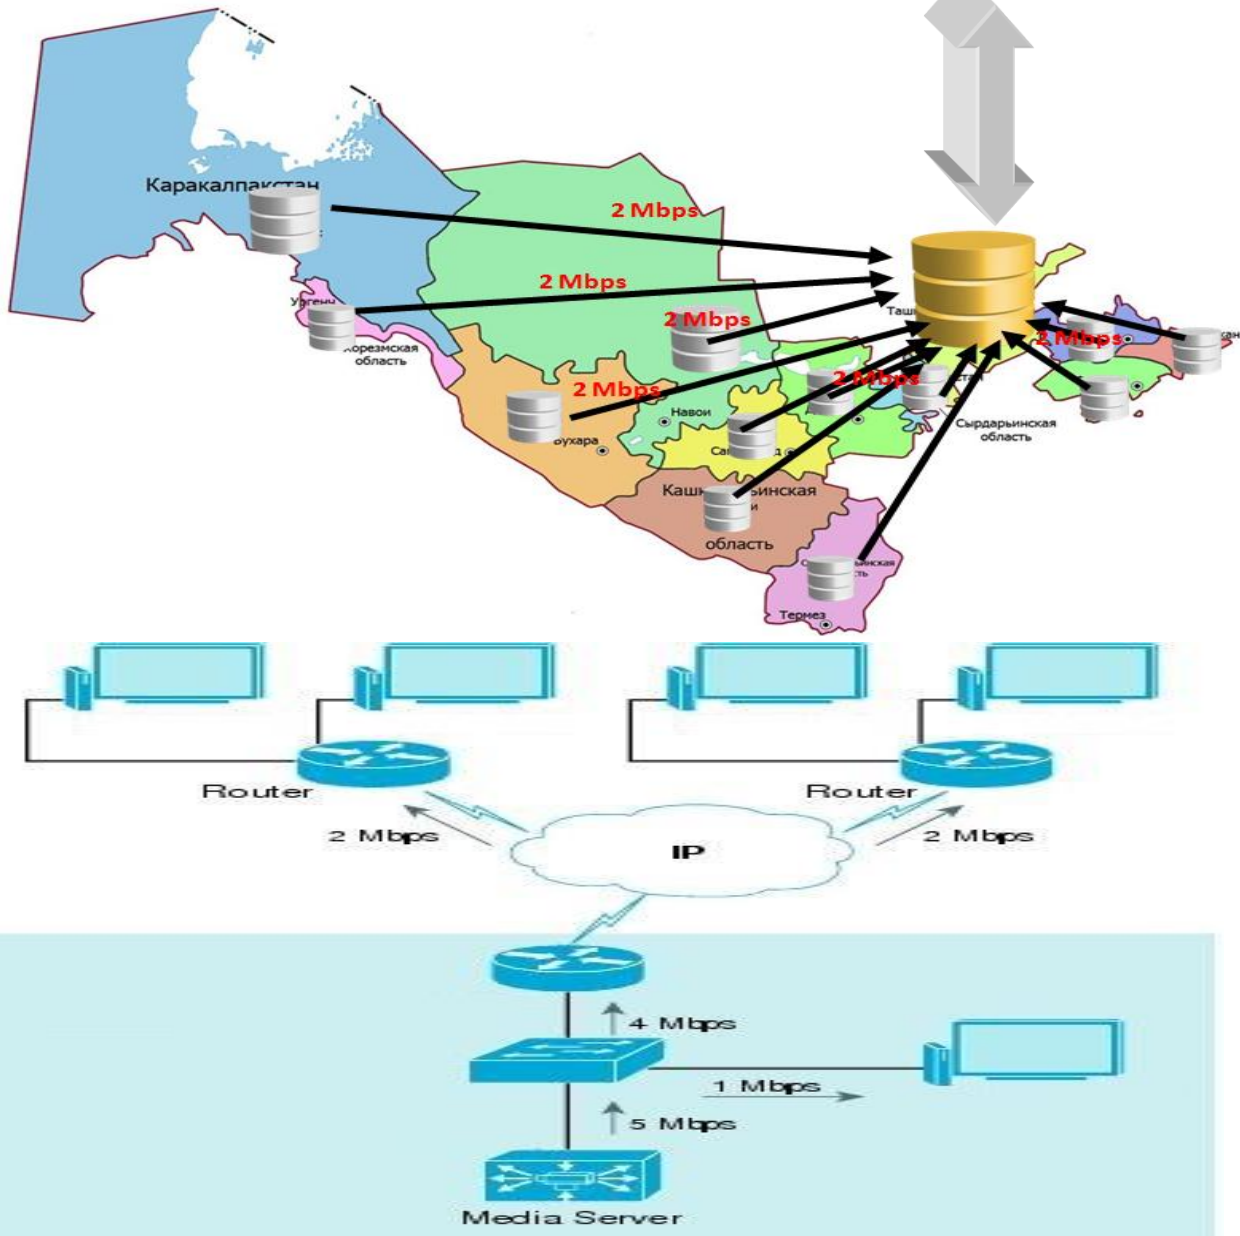 Каракалпакстан
2 Mbps
2 Mbps
2 Mbps
2 Mbps
2 Mbps
2 Mbps
Навои
Сырдарьинская
область
область
область
Термез
Router
Router
2 Mbps
IP
2 Mbps
4 Mbps
1 Mbps
5 Mbps
Media Server